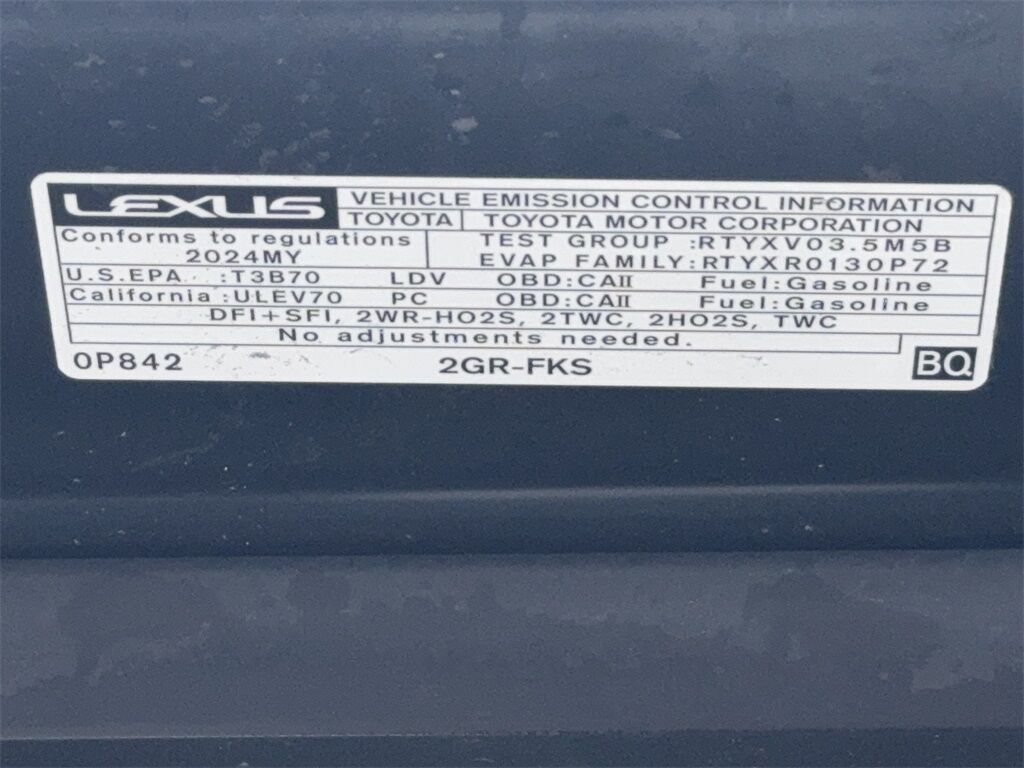 LEXUS VEHICLE EMISSION CONTROL INFORMATION
TOYOTA TOYOTA MOTOR CORPORATION
Conforms to regulations TEST GROUP :RTYXV03.5M5B
2024MY EVAP FAMILY:RTYXR0130P72
U.S.EPA :T3B70 LDV OBD:CAII Fuel:Gasoline
California :ULEV70 PC OBD:CAII Fuel:Gasoline
DFI+SFI, 2WR-HO2S, 2TWC, 2HO2S, TWC
No adjustments needed.
0P842 2GR-FKS BQ